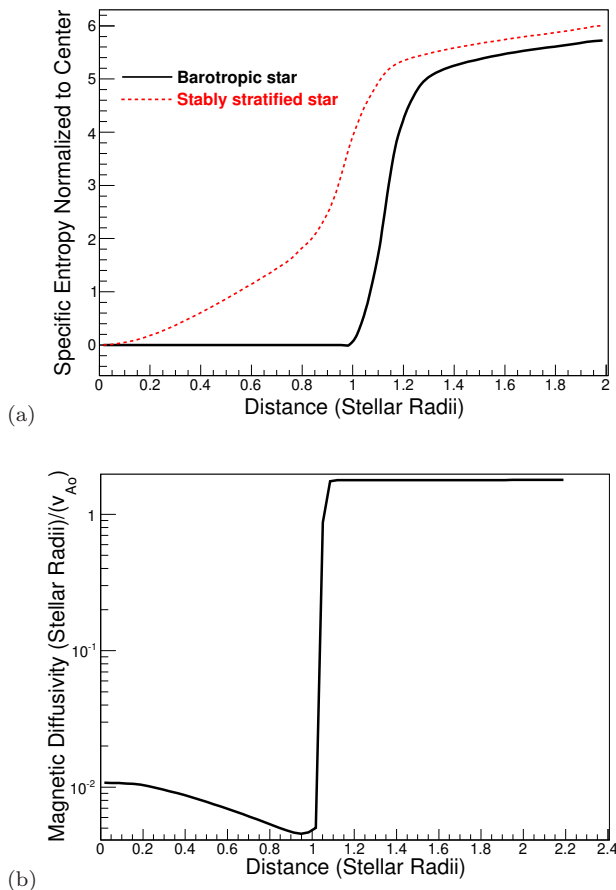 Specific Entropy Normalized to Center
6
5
4
3
2
1
0
Barotropic star
Stably stratified star
0 0.2 0.4 0.6 0.8 1 1.2 1.4 1.6 1.8 2
Distance (Stellar Radii)
(a)
Magnetic Diffusivity (Stellar Radii)/(v_Ao)
1
10^-1
10^-2
0 0.2 0.4 0.6 0.8 1 1.2 1.4 1.6 1.8 2 2.2 2.4
Distance (Stellar Radii)
(b)